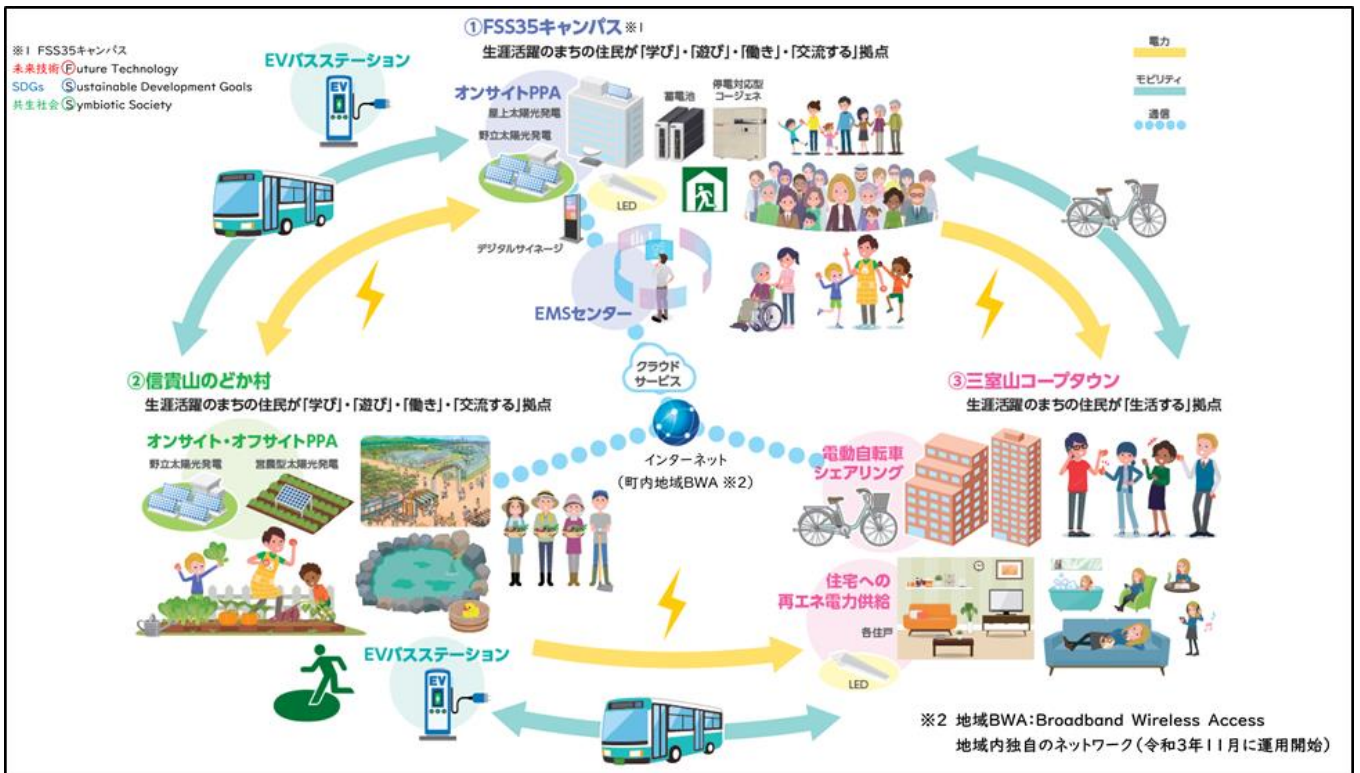 ①FSS35キャンパス※1
生涯活躍のまちの住民が「学び」・「遊び」・「働き」・「交流する」拠点
※1 FSS35キャンパス
未来技術 Ⓕuture Technology
SDGs Ⓢustainable Development Goals
共生社会 Ⓢymbiotic Society
EVバスステーション
EV
オンサイトPPA
屋上太陽光発電
野立太陽光発電
蓄電池
停電対応型
コージェネ
LED
デジタルサイネージ
EMSセンター
電力
モビリティ
通信
クラウド
サービス
インターネット
(町内地域BWA ※2)
②信貴山のどか村
生涯活躍のまちの住民が「学び」・「遊び」・「働き」・「交流する」拠点
オンサイト・オフサイトPPA
野立太陽光発電
営農型太陽光発電
EVバスステーション
EV
③三室山コープタウン
生涯活躍のまちの住民が「生活する」拠点
電動自転車
シェアリング
住宅への
再エネ電力供給
各住戸
LED
※2 地域BWA:Broadband Wireless Access
地域内独自のネットワーク(令和3年11月に運用開始)